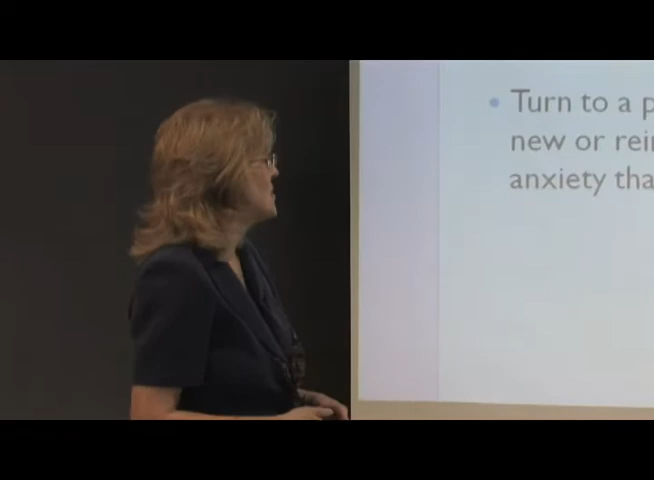 • Turn to a p
new or rei
anxiety tha